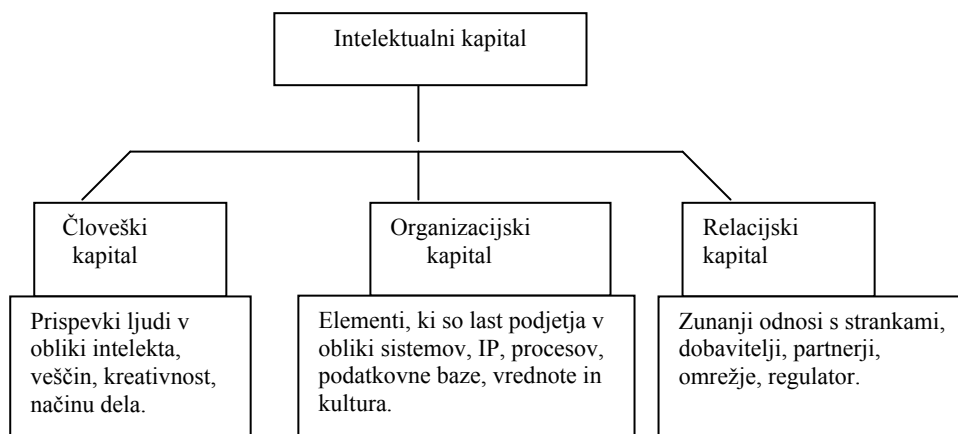 Intelektualni kapital
Človeški
kapital
Prispevki ljudi v
obliki intelekta,
veščin, kreativnost,
načinu dela.
Organizacijski
kapital
Elementi, ki so last podjetja v
obliki sistemov, IP, procesov,
podatkovne baze, vrednote in
kultura.
Relacijski
kapital
Zunanji odnosi s strankami,
dobavitelji, partnerji,
omrežje, regulator.